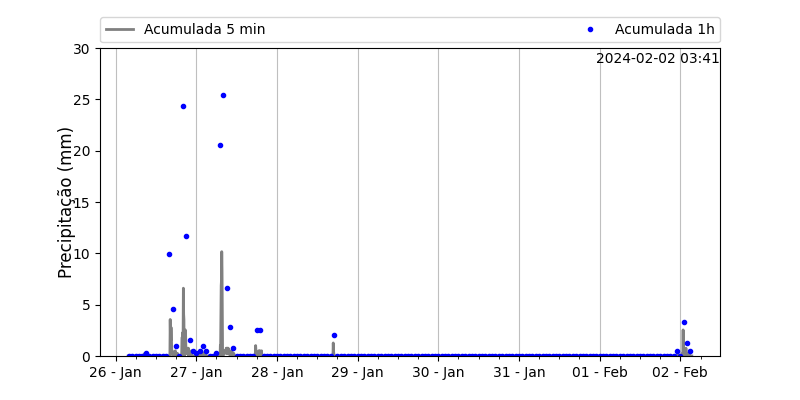 Acumulada 5 min Acumulada 1h
2024-02-02 03:41
Precipitação (mm)
30
25
20
15
10
5
0
26 - Jan 27 - Jan 28 - Jan 29 - Jan 30 - Jan 31 - Jan 01 - Feb 02 - Feb